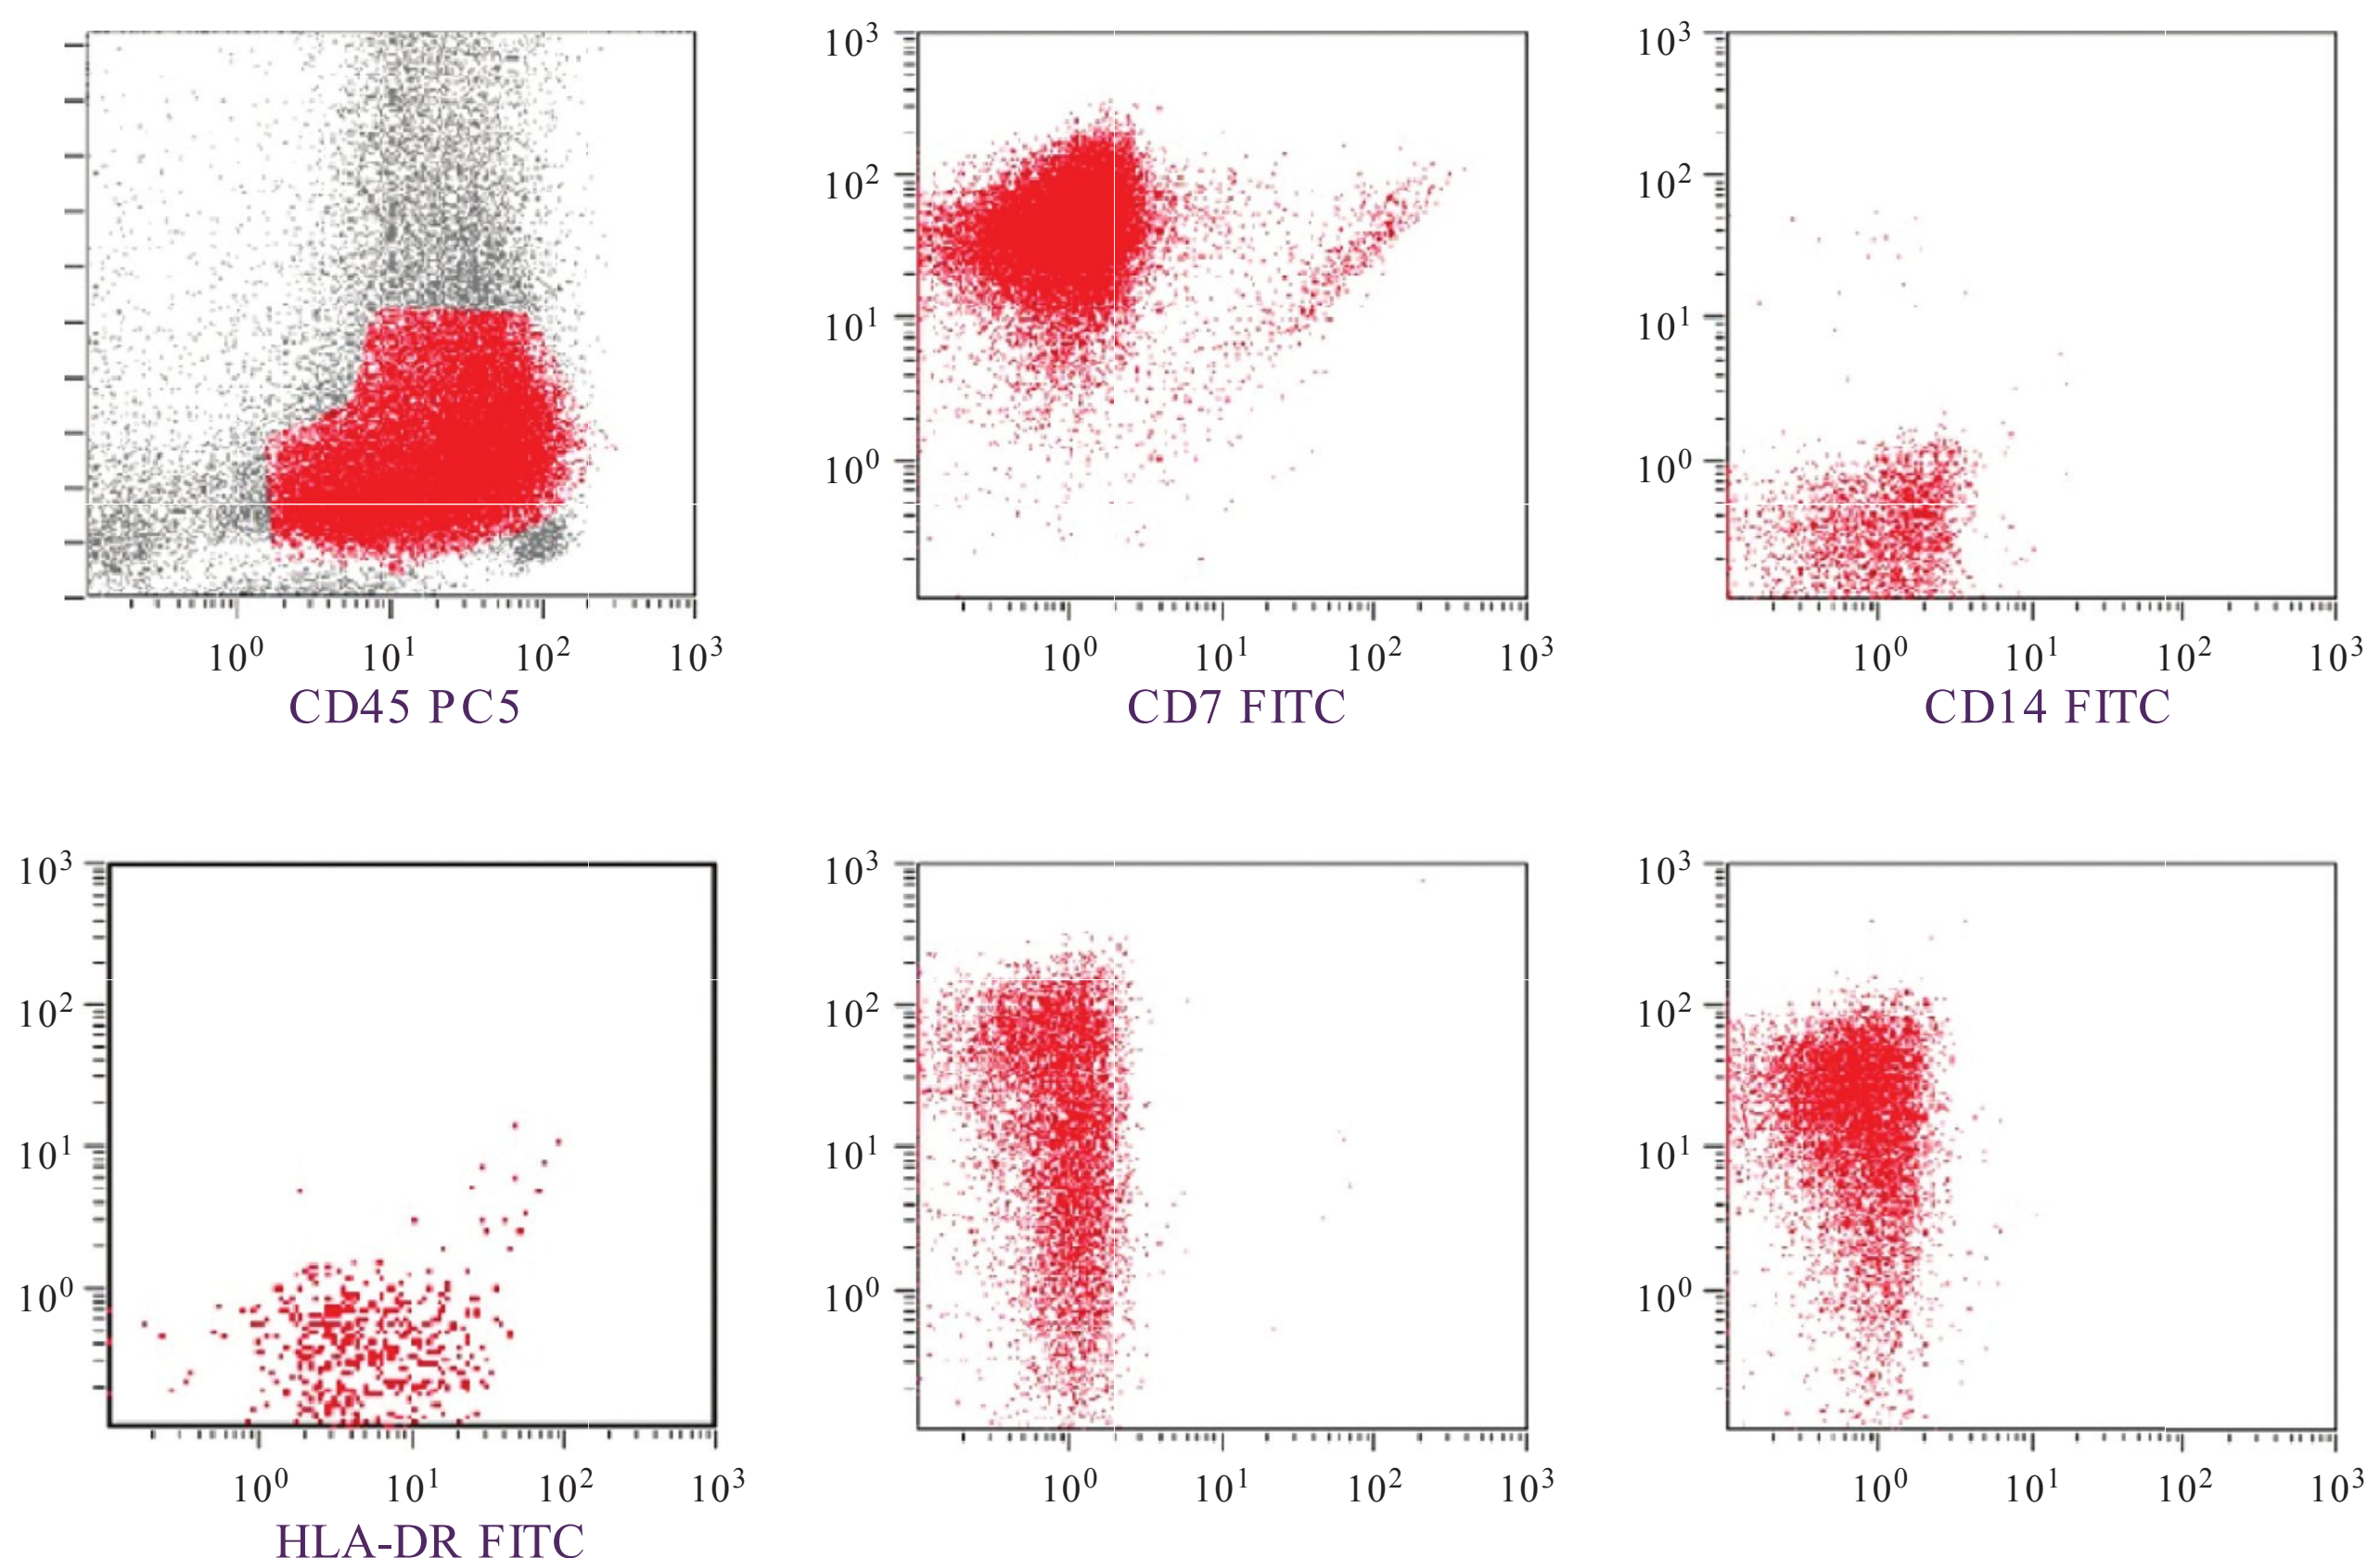 10³ 10³
10² 10²
10¹ 10¹
10⁰ 10⁰
10⁰ 10¹ 10² 10³ 10⁰ 10¹ 10² 10³ 10⁰ 10¹ 10² 10³
CD45 PC5 CD7 FITC CD14 FITC
10³ 10³ 10³
10² 10² 10²
10¹ 10¹ 10¹
10⁰ 10⁰ 10⁰
10⁰ 10¹ 10² 10³ 10⁰ 10¹ 10² 10³ 10⁰ 10¹ 10² 10³
HLA-DR FITC